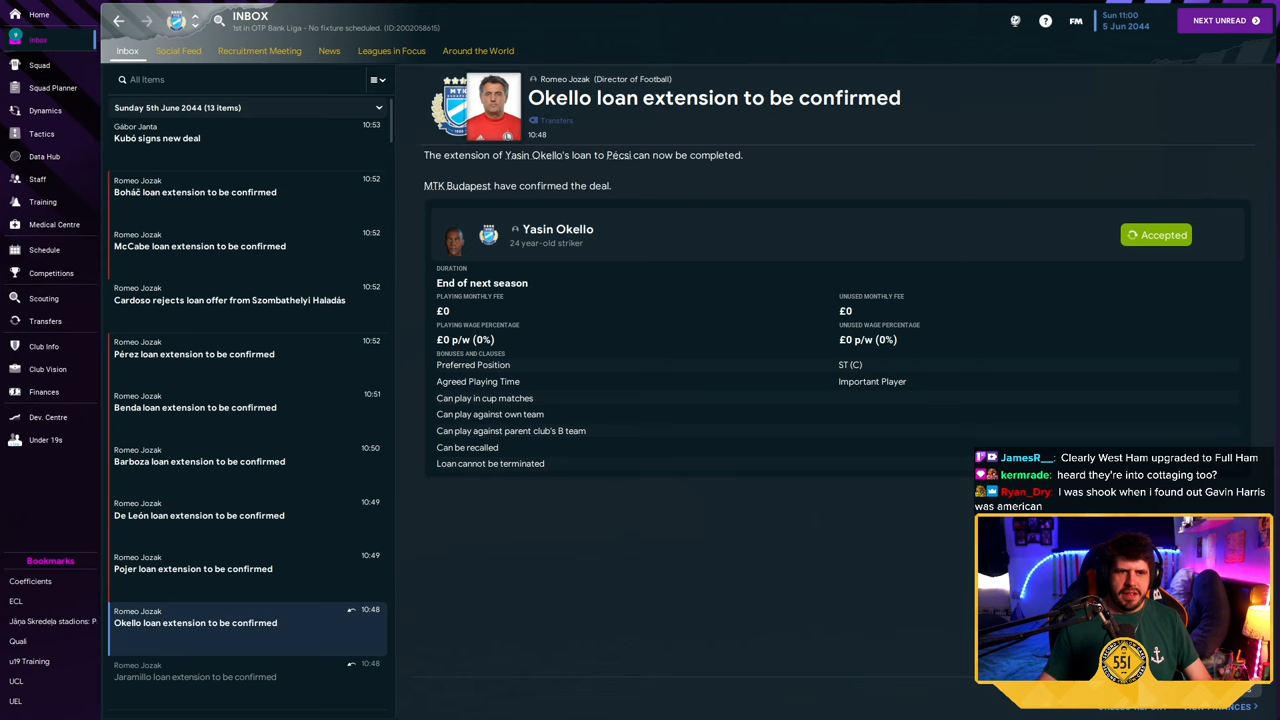 Home
Inbox
Squad
Squad Planner
Dynamics
Tactics
Data Hub
Staff
Training
Medical Centre
Schedule
Competitions
Scouting
Transfers
Club Info
Club Vision
Finances
Dev. Centre
Under 19s
Bookmarks
Coefficients
ECL
Jāņa Skredeļa stadions: P
Quali
u19 Training
UCL
UEL
INBOX
1st in OTP Bank Liga - No fixture scheduled. (ID:2002058615)
FM
Sun 11:00
5 Jun 2044
NEXT UNREAD
Inbox
Social Feed
Recruitment Meeting
News
Leagues in Focus
Around the World
All Items
Sunday 5th June 2044 (13 items)
Gábor Janta 10:53
Kubó signs new deal
Romeo Jozak 10:52
Boháč loan extension to be confirmed
Romeo Jozak 10:52
McCabe loan extension to be confirmed
Romeo Jozak 10:52
Cardoso rejects loan offer from Szombathelyi Haladás
Romeo Jozak 10:52
Pérez loan extension to be confirmed
Romeo Jozak 10:51
Benda loan extension to be confirmed
Romeo Jozak 10:50
Barboza loan extension to be confirmed
Romeo Jozak 10:49
De León loan extension to be confirmed
Romeo Jozak 10:49
Pojer loan extension to be confirmed
Romeo Jozak 10:48
Okello loan extension to be confirmed
Romeo Jozak 10:48
Jaramillo loan extension to be confirmed
Romeo Jozak (Director of Football)
Okello loan extension to be confirmed
Transfers
10:48
The extension of Yasin Okello's loan to Pécsi can now be completed.
MTK Budapest have confirmed the deal.
Yasin Okello
24 year-old striker
Accepted
DURATION
End of next season
PLAYING MONTHLY FEE UNUSED MONTHLY FEE
£0 £0
PLAYING WAGE PERCENTAGE UNUSED WAGE PERCENTAGE
£0 p/w (0%) £0 p/w (0%)
BONUSES AND CLAUSES
Preferred Position ST (C)
Agreed Playing Time Important Player
Can play in cup matches
Can play against own team
Can play against parent club's B team
Can be recalled
Loan cannot be terminated
JamesR__: Clearly West Ham upgraded to Full Ham
kermrade: heard they're into cottaging too?
Ryan_Dry: I was shook when i found out Gavin Harris
was american
551